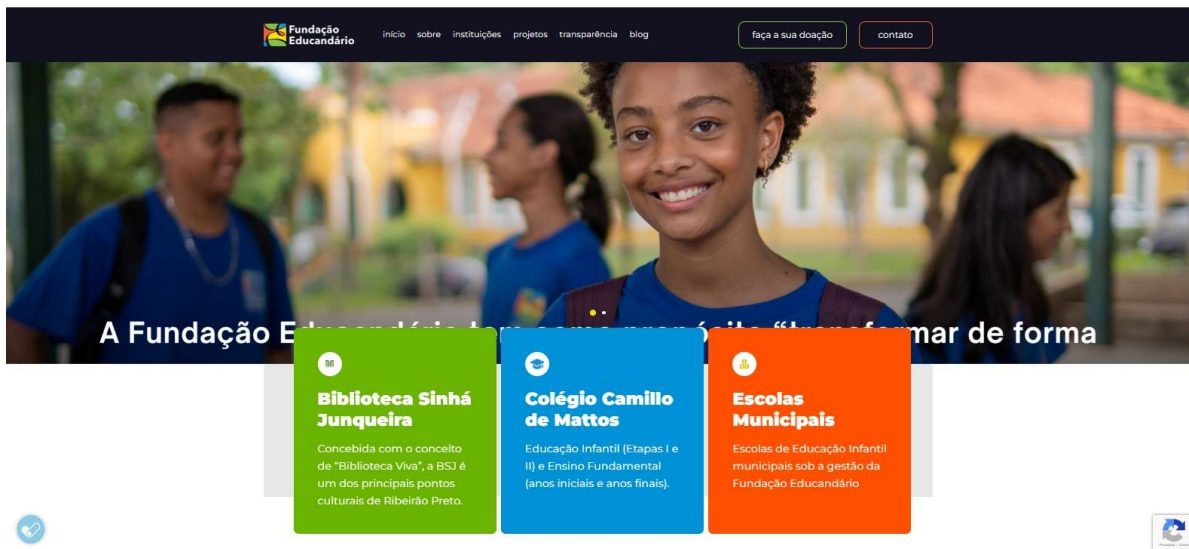 Fundação
Educandário
início sobre instituições projetos transparência blog
faça a sua doação
contato
A Fundação E mar de forma
Biblioteca Sinhá
Junqueira
Concebida com o conceito
de “Biblioteca Viva”, a BSJ é
um dos principais pontos
culturais de Ribeirão Preto.
Colégio Camillo
de Mattos
Educação Infantil (Etapas I e
II) e Ensino Fundamental
(anos iniciais e anos finais).
Escolas
Municipais
Escolas de Educação Infantil
municipais sob a gestão da
Fundação Educandário